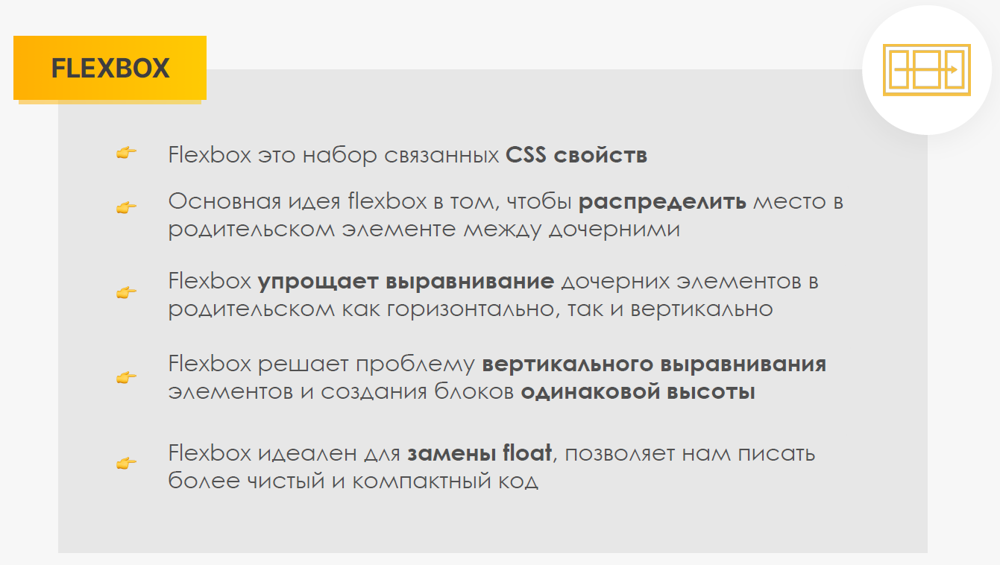 FLEXBOX
Flexbox это набор связанных CSS свойств
Основная идея flexbox в том, чтобы распределить место в
родительском элементе между дочерними
Flexbox упрощает выравнивание дочерних элементов в
родительском как горизонтально, так и вертикально
Flexbox решает проблему вертикального выравнивания
элементов и создания блоков одинаковой высоты
Flexbox идеален для замены float, позволяет нам писать
более чистый и компактный код